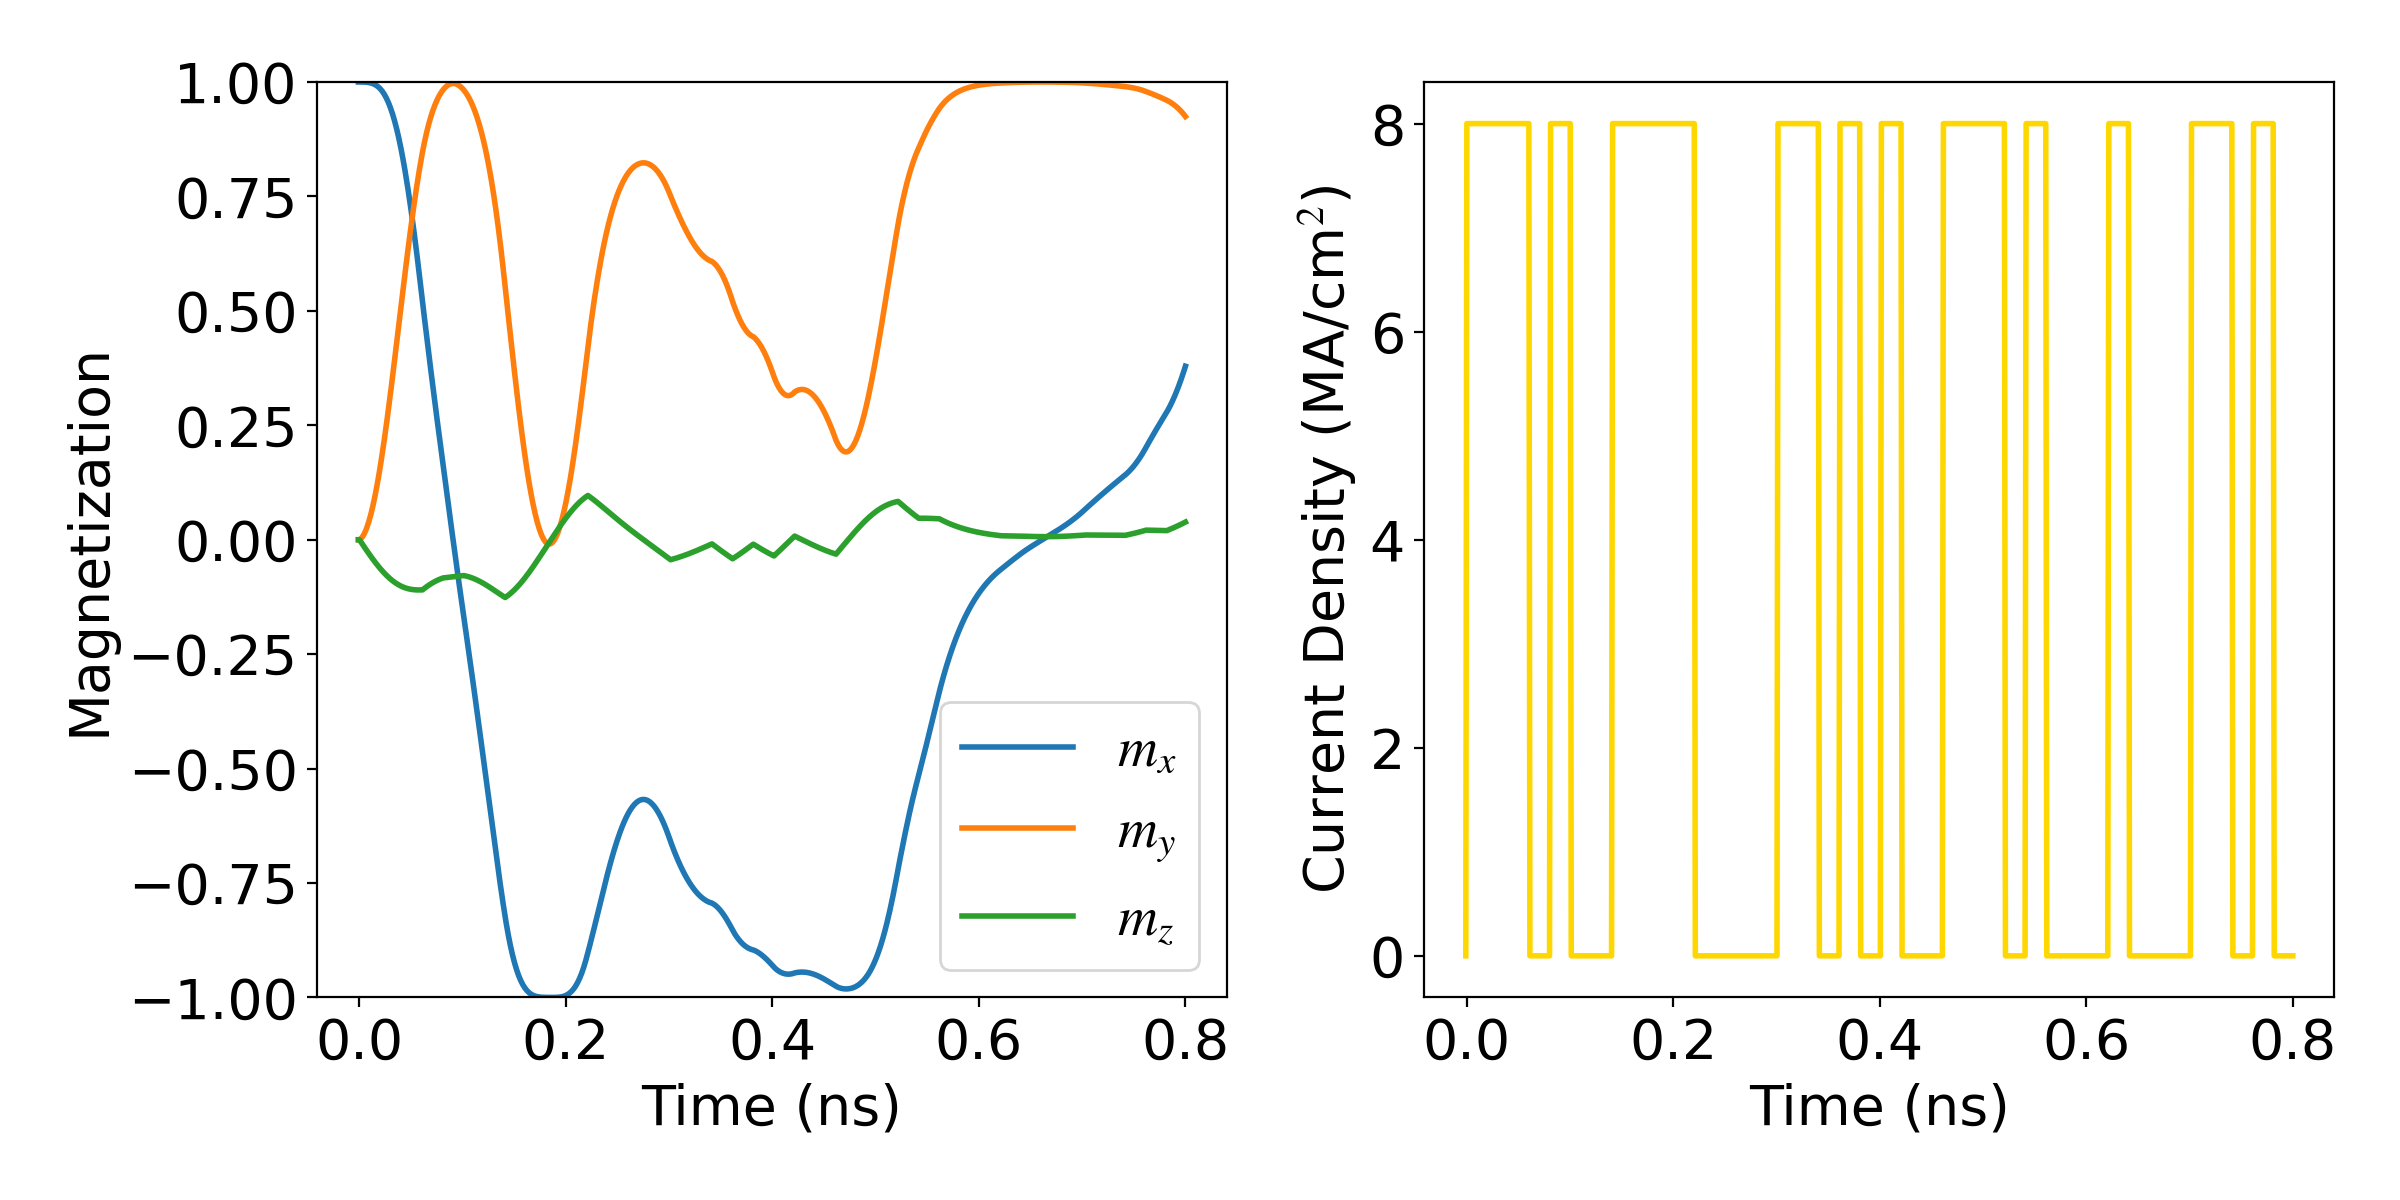 1.00
0.75
0.50
0.25
0.00
−0.25
−0.50
−0.75
−1.00
Magnetization
0.0 0.2 0.4 0.6 0.8
Time (ns)
m_x
m_y
m_z
8
6
4
2
0
Current Density (MA/cm²)
0.0 0.2 0.4 0.6 0.8
Time (ns)